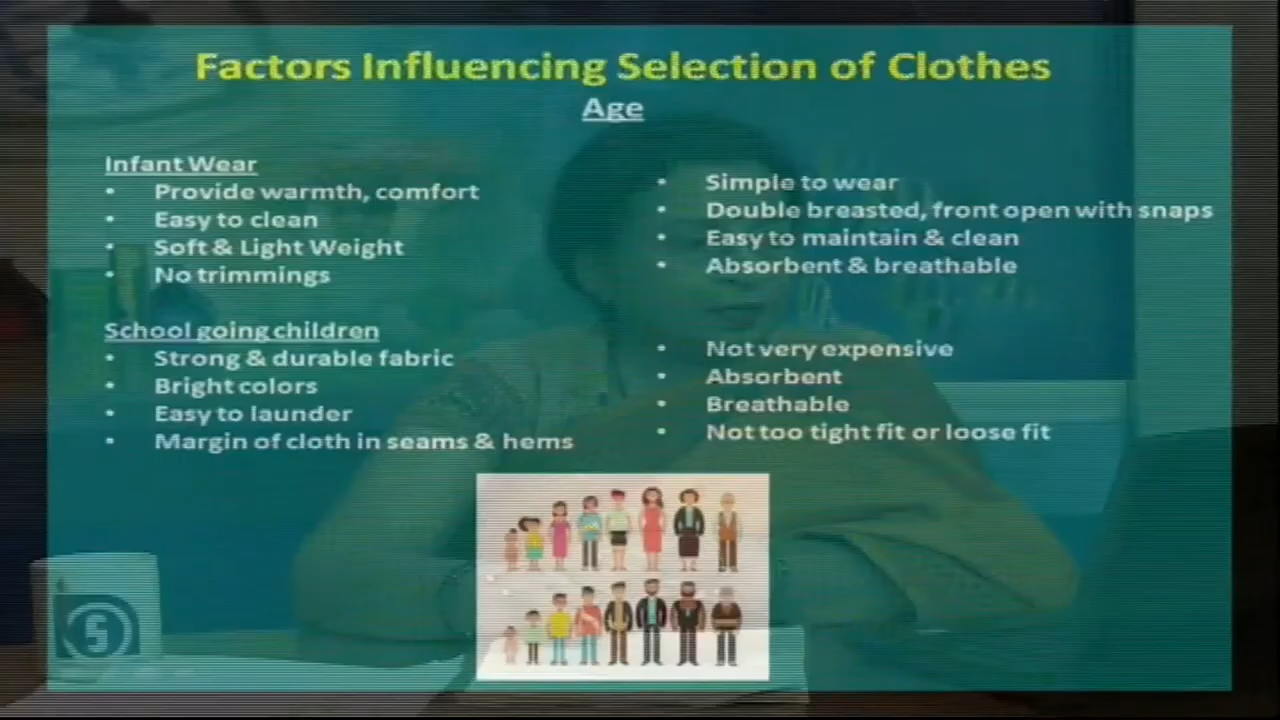 Factors Influencing Selection of Clothes
Age
Infant Wear
• Provide warmth, comfort
• Easy to clean
• Soft & Light Weight
• No trimmings
• Simple to wear
• Double breasted, front open with snaps
• Easy to maintain & clean
• Absorbent & breathable
School going children
• Strong & durable fabric
• Bright colors
• Easy to launder
• Margin of cloth in seams & hems
• Not very expensive
• Absorbent
• Breathable
• Not too tight fit or loose fit